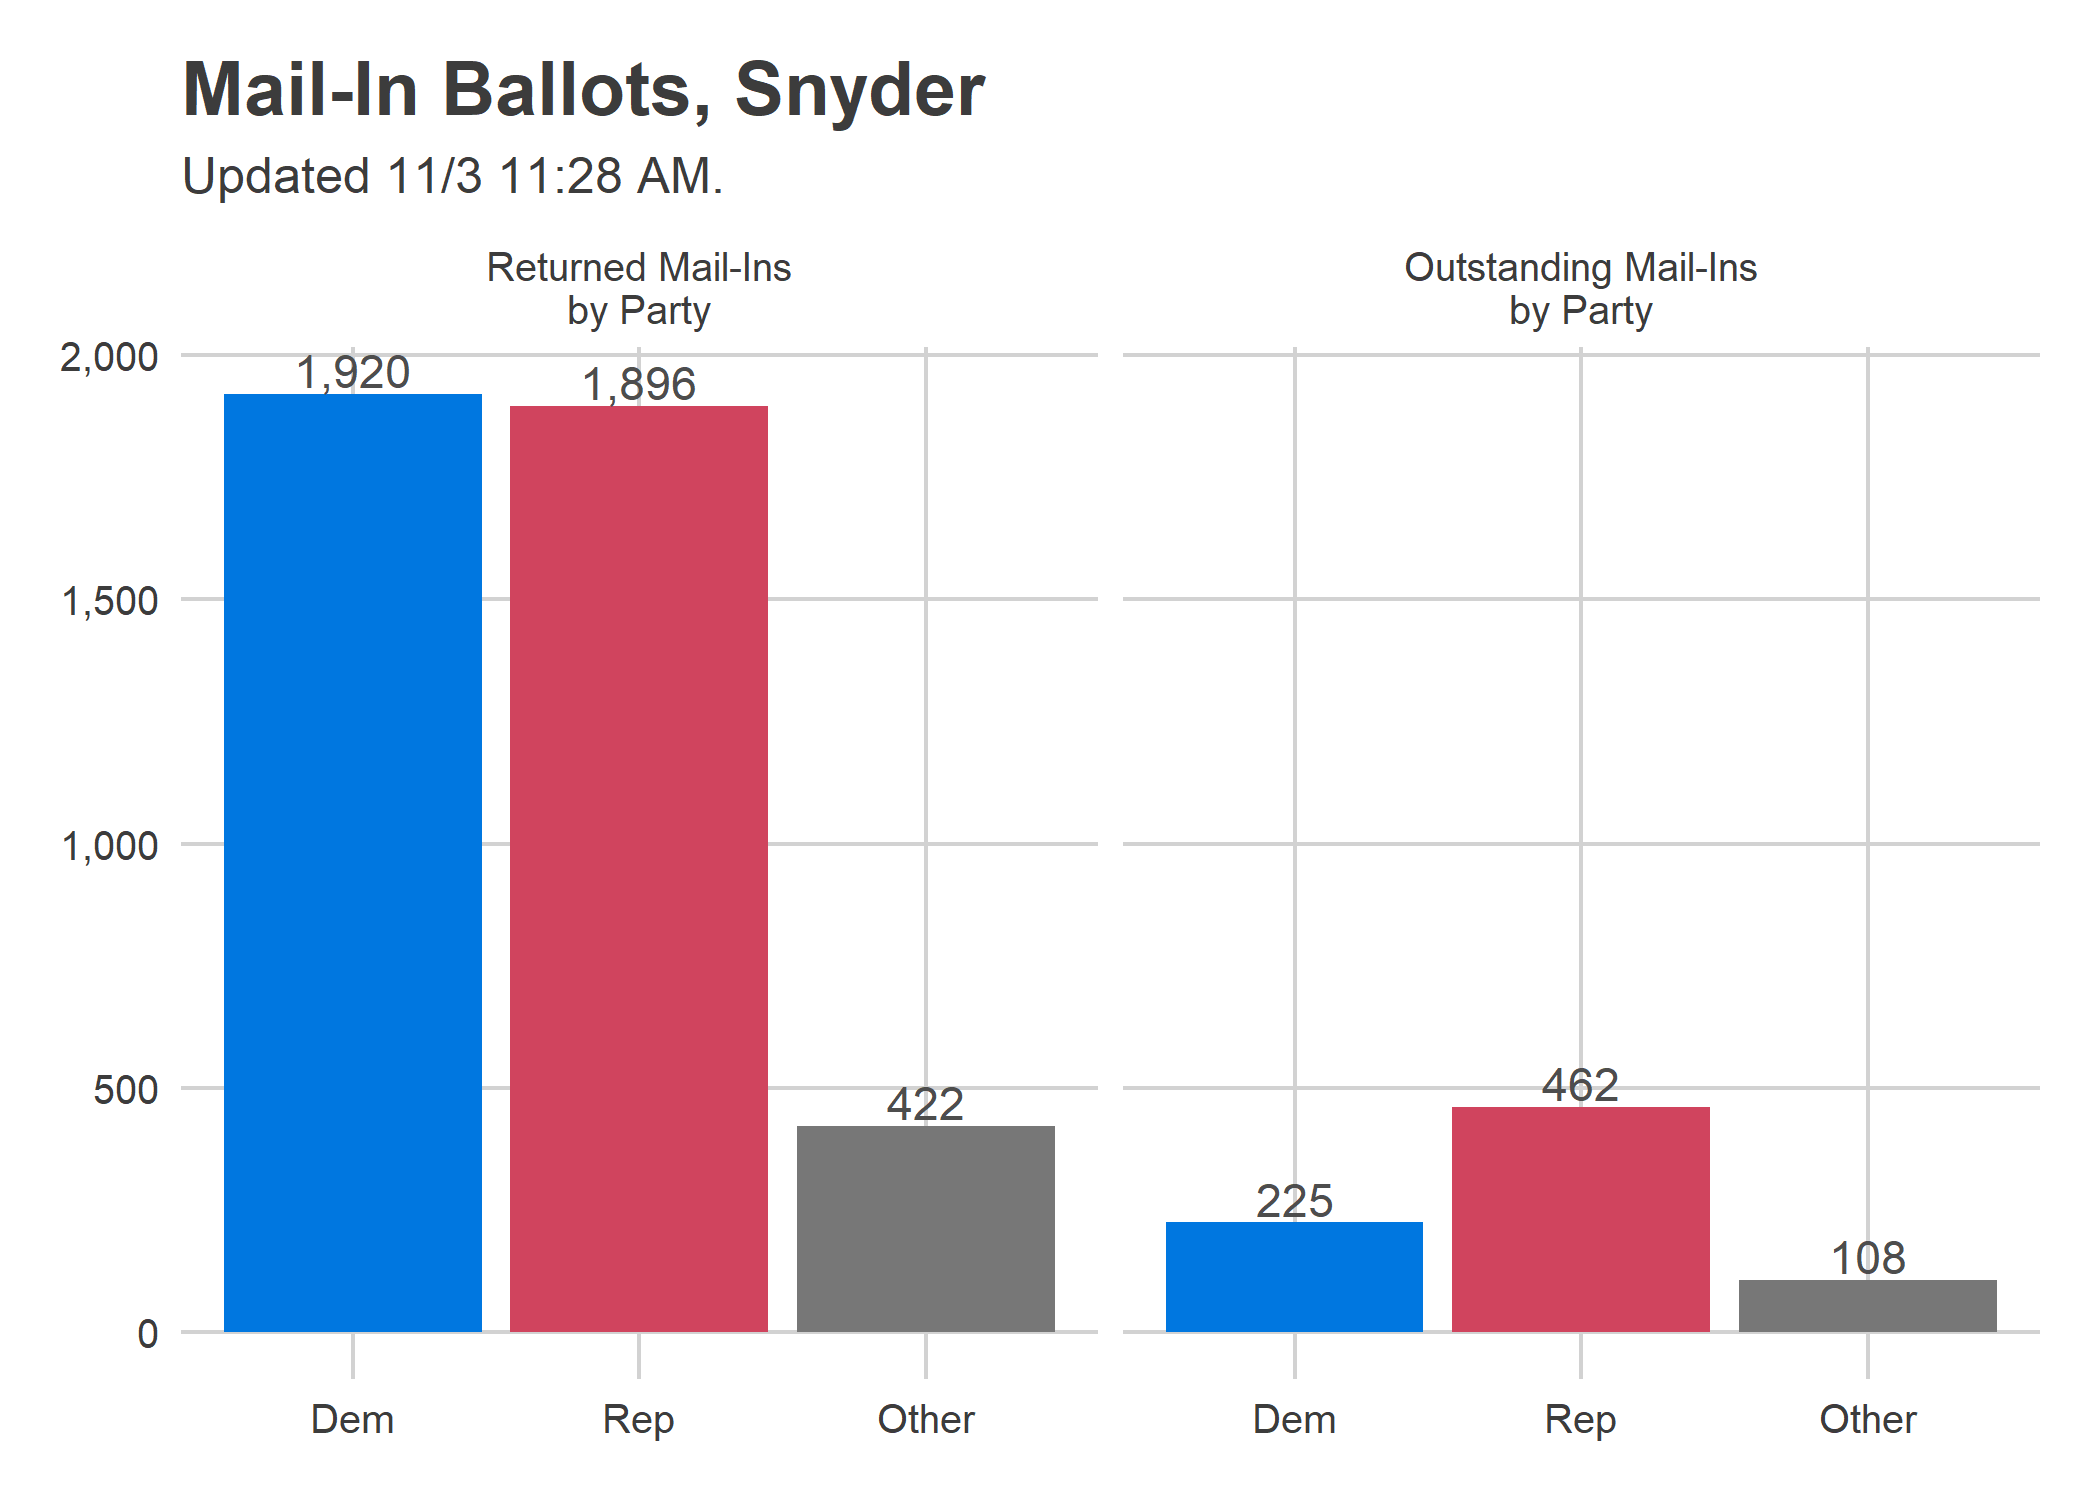 Mail-In Ballots, Snyder
Updated 11/3 11:28 AM.
Returned Mail-Ins
by Party
Outstanding Mail-Ins
by Party
2,000
1,500
1,000
500
0
1,920
1,896
422
225
462
108
Dem
Rep
Other
Dem
Rep
Other